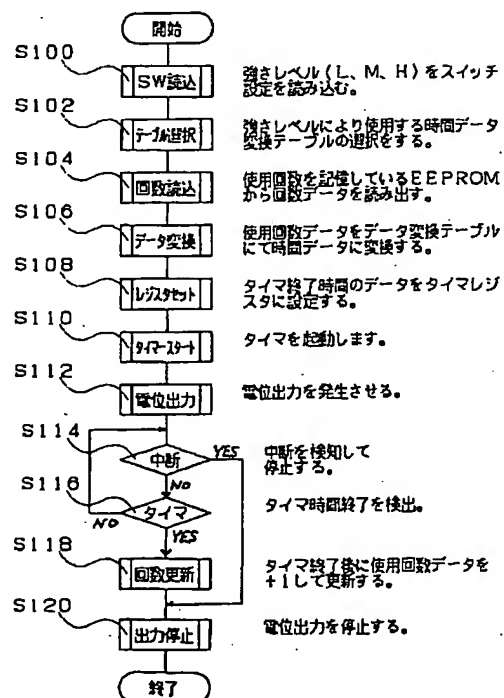 開始
S100
SW読込
強さレベル(L、M、H)をスイッチ
設定を読み込む。
S102
テーブル選択
強さレベルにより使用する時間データ
変換テーブルの選択をする。
S104
回数読込
使用回数を記憶しているEEPROM
から回数データを読み出す。
S106
データ変換
使用回数データをデータ変換テーブル
にて時間データに変換する。
S108
レジスタセット
タイマ終了時間のデータをタイマレジ
スタに設定する。
S110
タイマースタート
タイマを起動します。
S112
電位出力
電位出力を発生させる。
S114
中断
YES
NO
中断を検知して
停止する。
S116
タイマ
NO
YES
タイマ時間終了を検出。
S118
回数更新
タイマ終了後に使用回数データを
+1して更新する。
S120
出力停止
電位出力を停止する。
終了